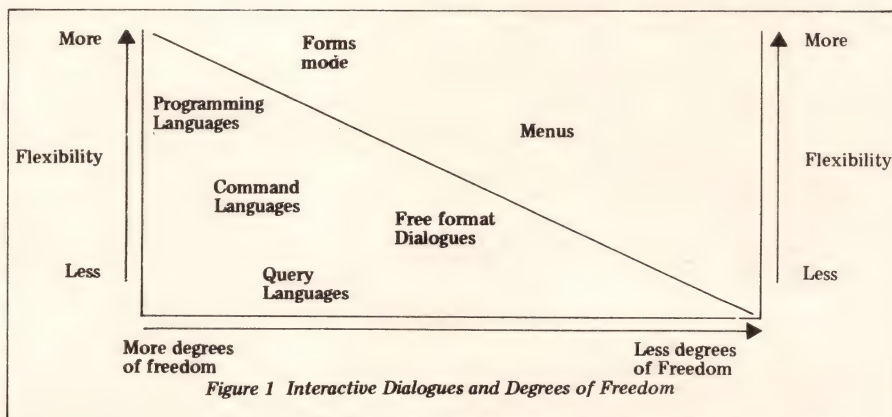 More
Forms
mode
More
Programming
Languages
Menus
Flexibility
Flexibility
Command
Languages
Free format
Dialogues
Less
Query
Languages
Less
More degrees
of freedom
Less degrees
of Freedom
Figure 1 Interactive Dialogues and Degrees of Freedom